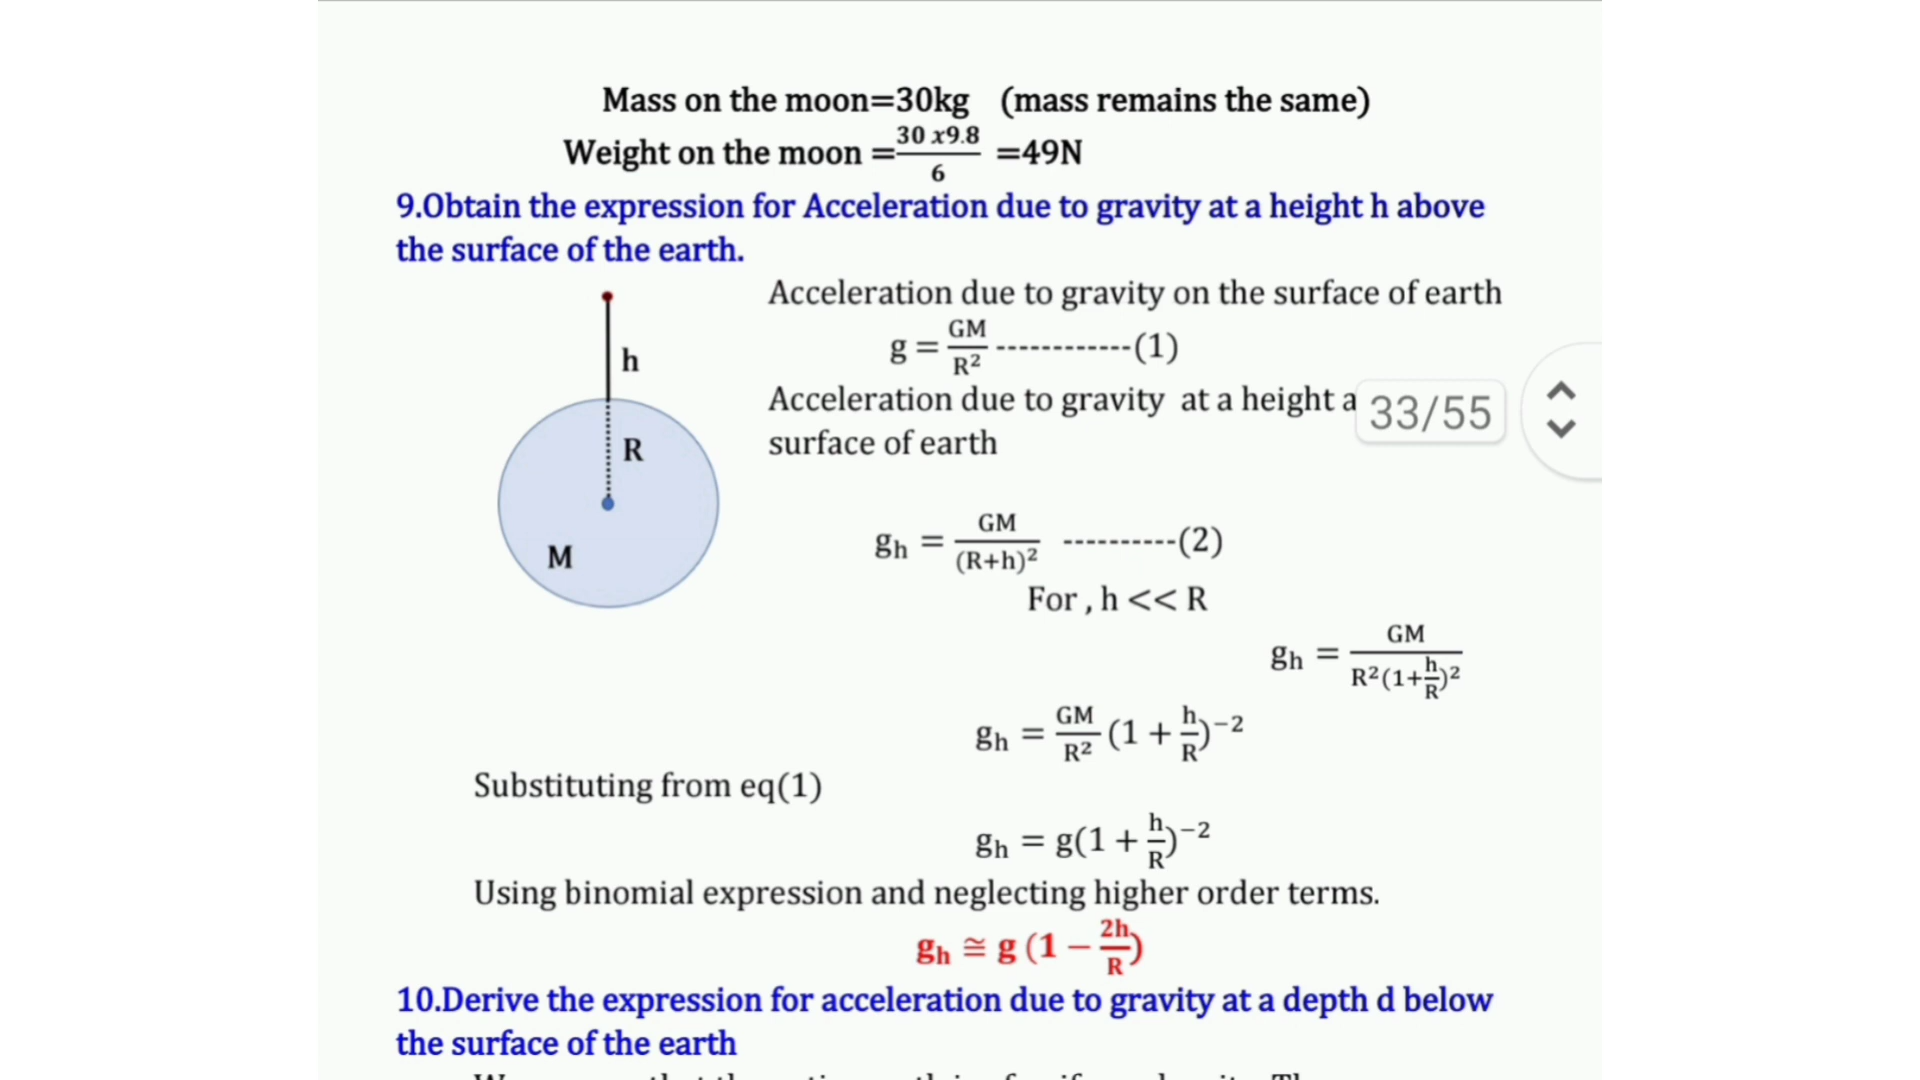 Mass on the moon=30kg (mass remains the same)
Weight on the moon = 30 x9.8 / 6 =49N
9.Obtain the expression for Acceleration due to gravity at a height h above
the surface of the earth.
Acceleration due to gravity on the surface of earth
g = GM / R² ------------(1)
h
Acceleration due to gravity at a height
33/55
surface of earth
R
gh = GM / (R+h)² ----------(2)
M
For , h << R
gh = GM / R²(1+h/R)²
gh = GM / R² (1 + h/R)⁻²
Substituting from eq(1)
gh = g(1 + h/R)⁻²
Using binomial expression and neglecting higher order terms.
gh ≅ g (1 − 2h/R)
10.Derive the expression for acceleration due to gravity at a depth d below
the surface of the earth